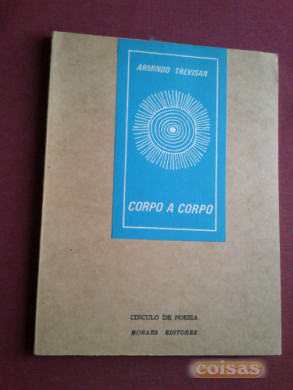 ARMINDO TREVISAN
CORPO A CORPO
CÍRCULO DE POESIA
MORAES EDITORES
coisas